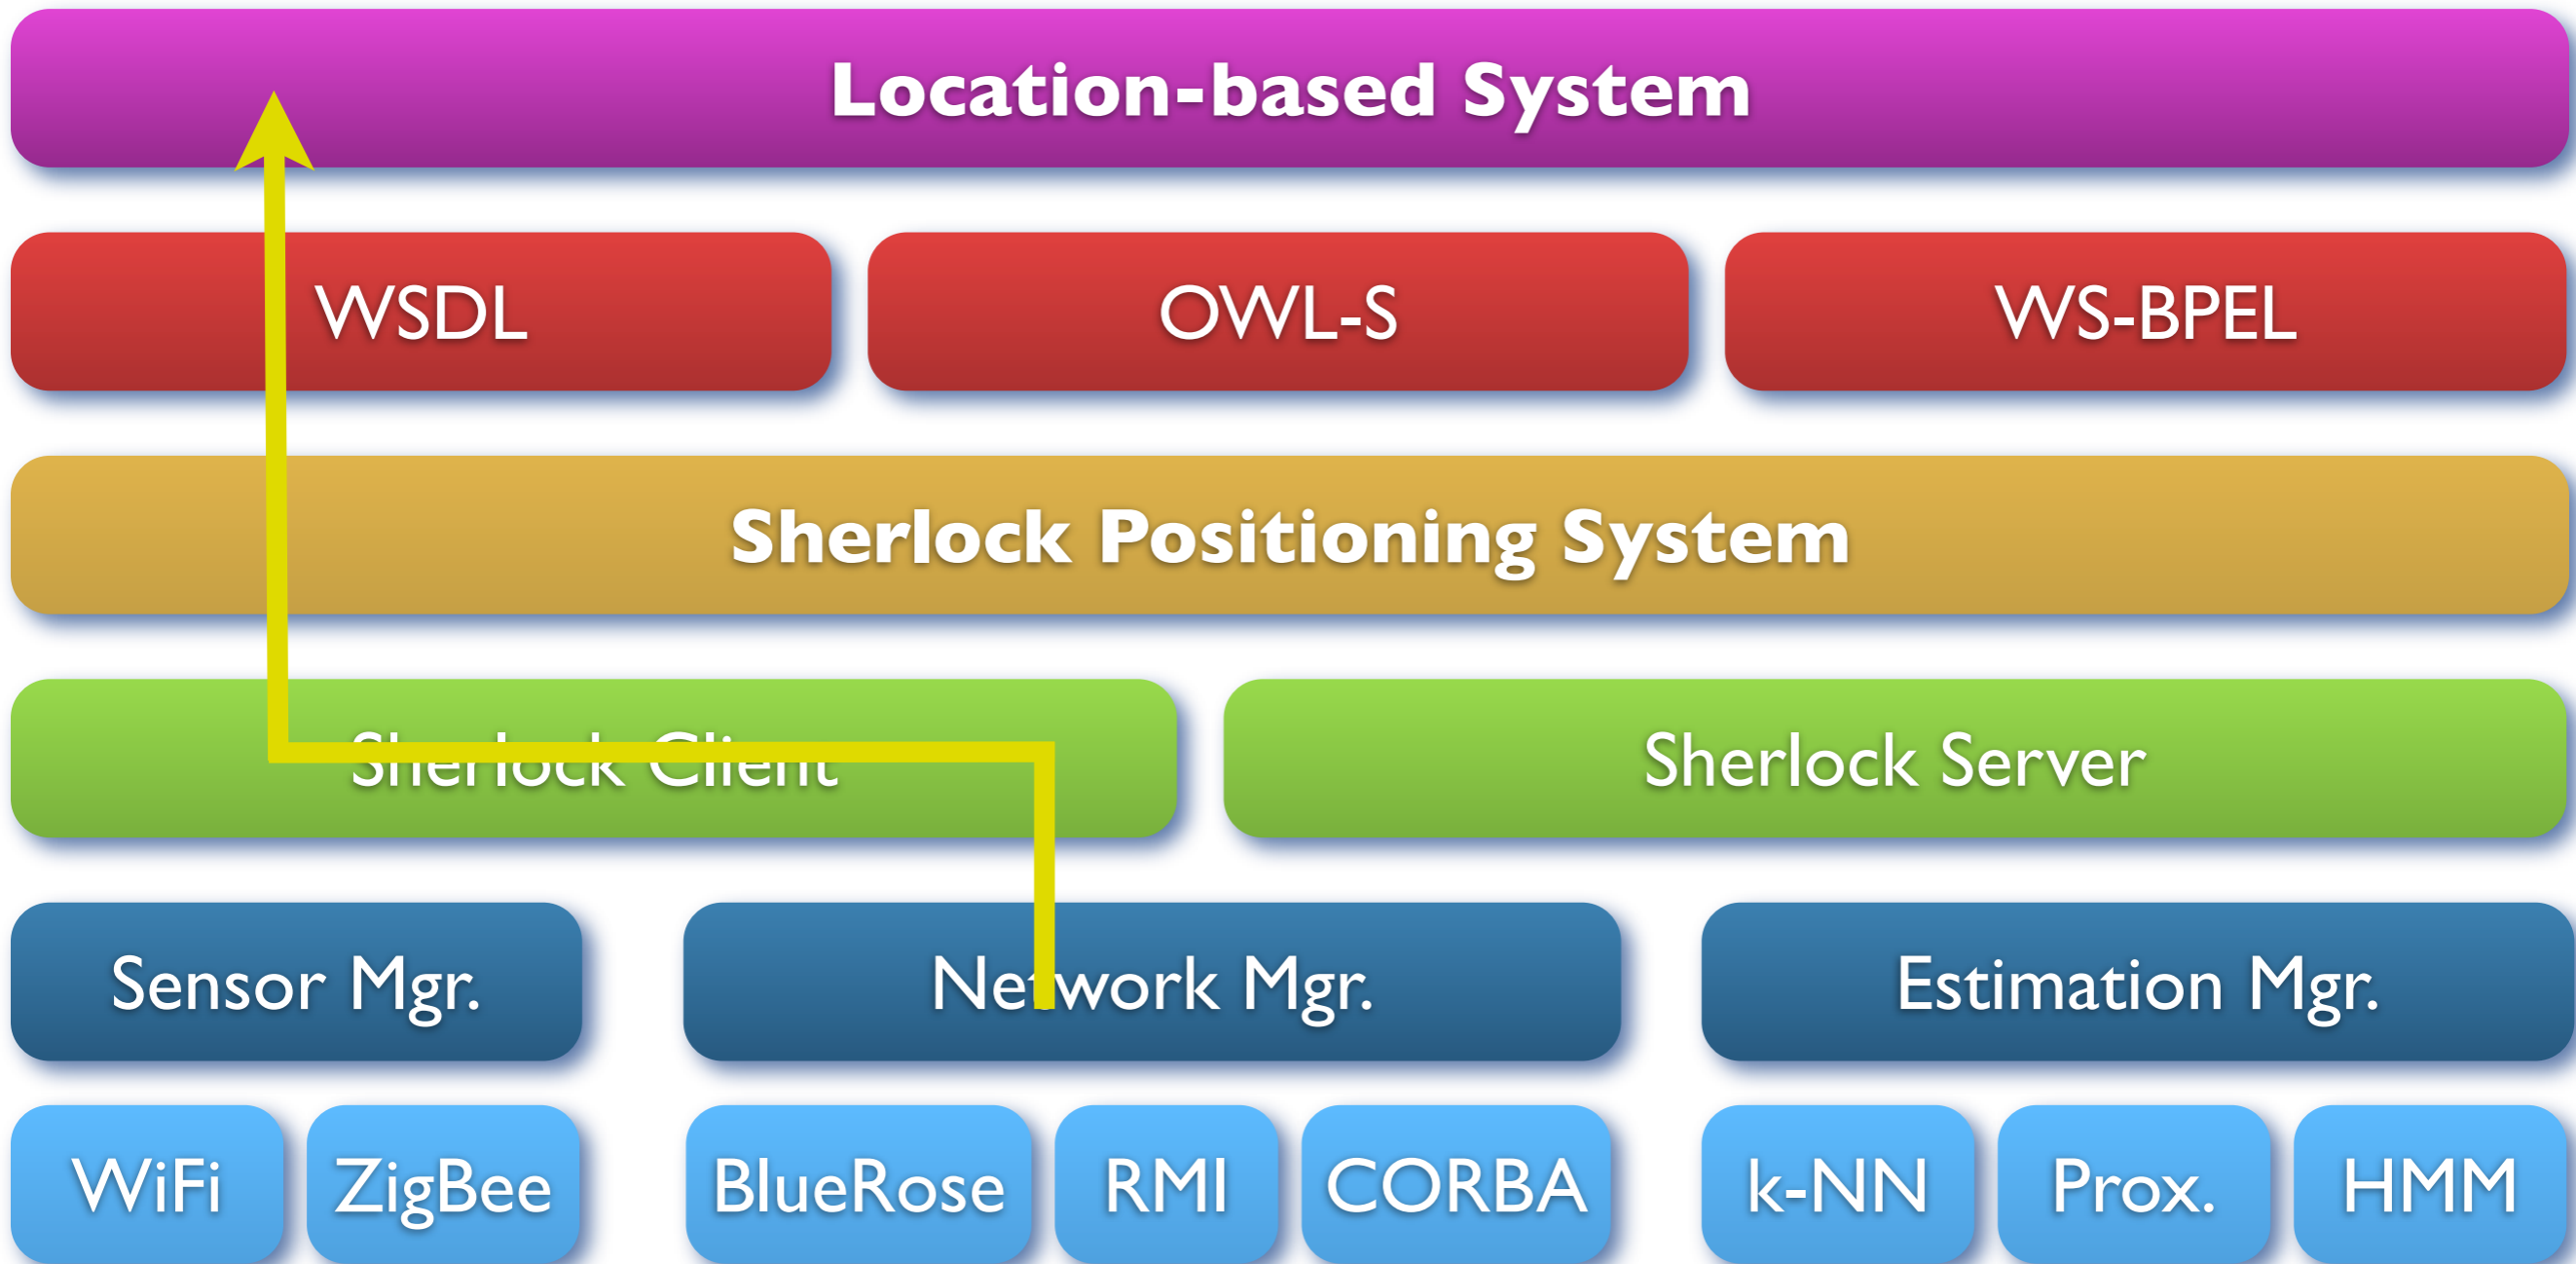 Location-based System
WSDL OWL-S WS-BPEL
Sherlock Positioning System
Sherlock Client Sherlock Server
Sensor Mgr. Network Mgr. Estimation Mgr.
WiFi ZigBee BlueRose RMI CORBA k-NN Prox. HMM